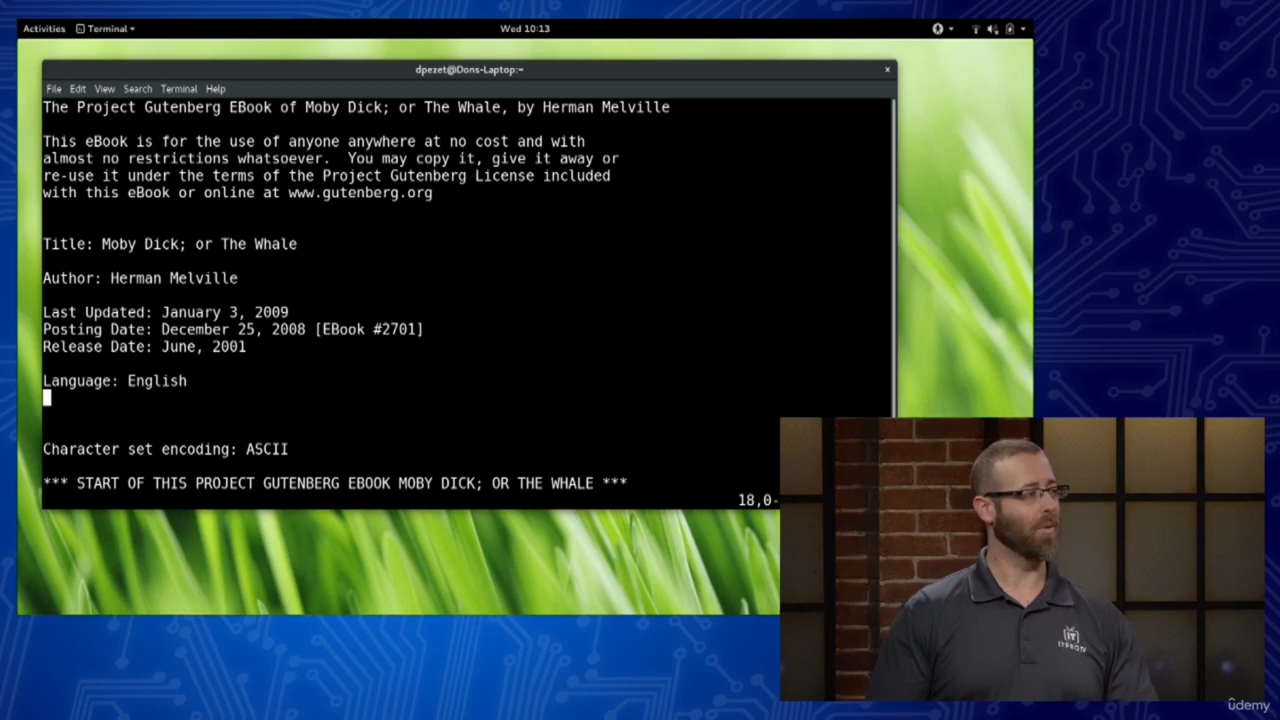 Activities Terminal Wed 10:13
dpezet@Dons-Laptop:~ ×
File Edit View Search Terminal Help
The Project Gutenberg EBook of Moby Dick; or The Whale, by Herman Melville
This eBook is for the use of anyone anywhere at no cost and with
almost no restrictions whatsoever.  You may copy it, give it away or
re-use it under the terms of the Project Gutenberg License included
with this eBook or online at www.gutenberg.org
Title: Moby Dick; or The Whale
Author: Herman Melville
Last Updated: January 3, 2009
Posting Date: December 25, 2008 [EBook #2701]
Release Date: June, 2001
Language: English
Character set encoding: ASCII
*** START OF THIS PROJECT GUTENBERG EBOOK MOBY DICK; OR THE WHALE ***
18,0-
ITPROTV
ûdemy